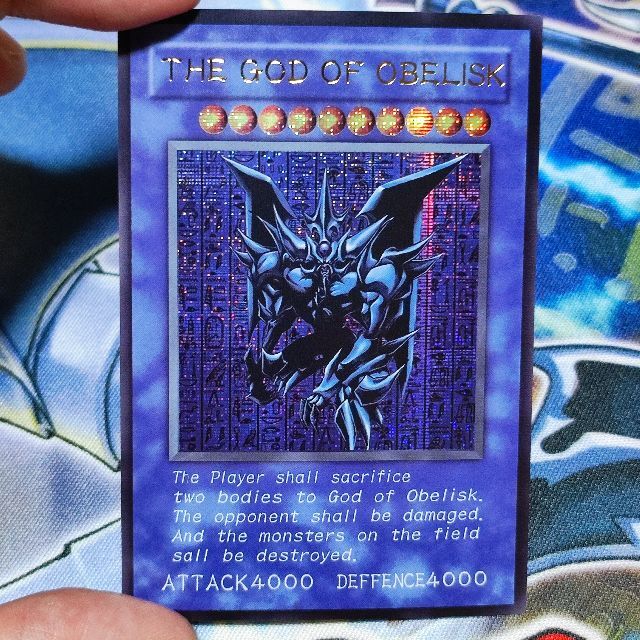 THE GOD OF OBELISK
The Player shall sacrifice
two bodies to God of Obelisk.
The opponent shall be damaged.
And the monsters on the field
sall be destroyed.
ATTACK4000 DEFFENCE4000